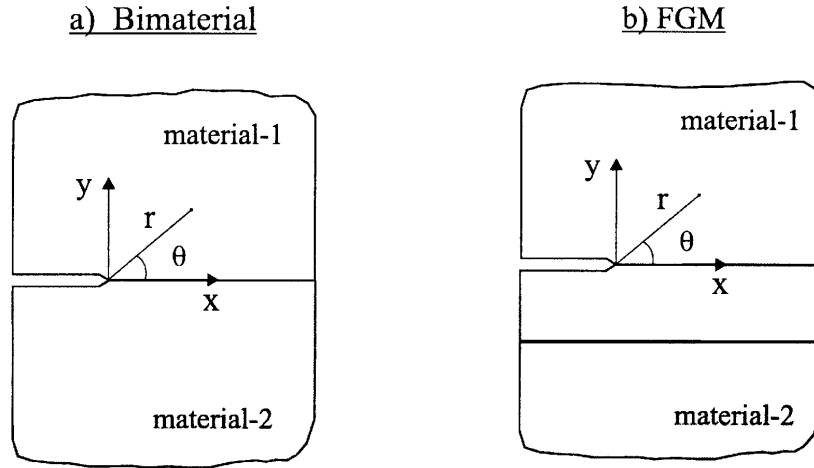 a) Bimaterial
material-1
y
r
θ
x
material-2
b) FGM
material-1
y
r
θ
x
material-2